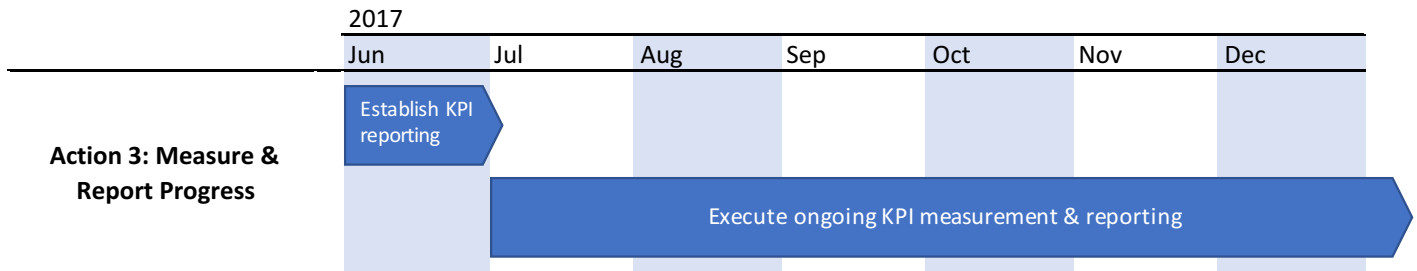 2017
Jun Jul Aug Sep Oct Nov Dec
Establish KPI
reporting
Action 3: Measure &
Report Progress
Execute ongoing KPI measurement & reporting